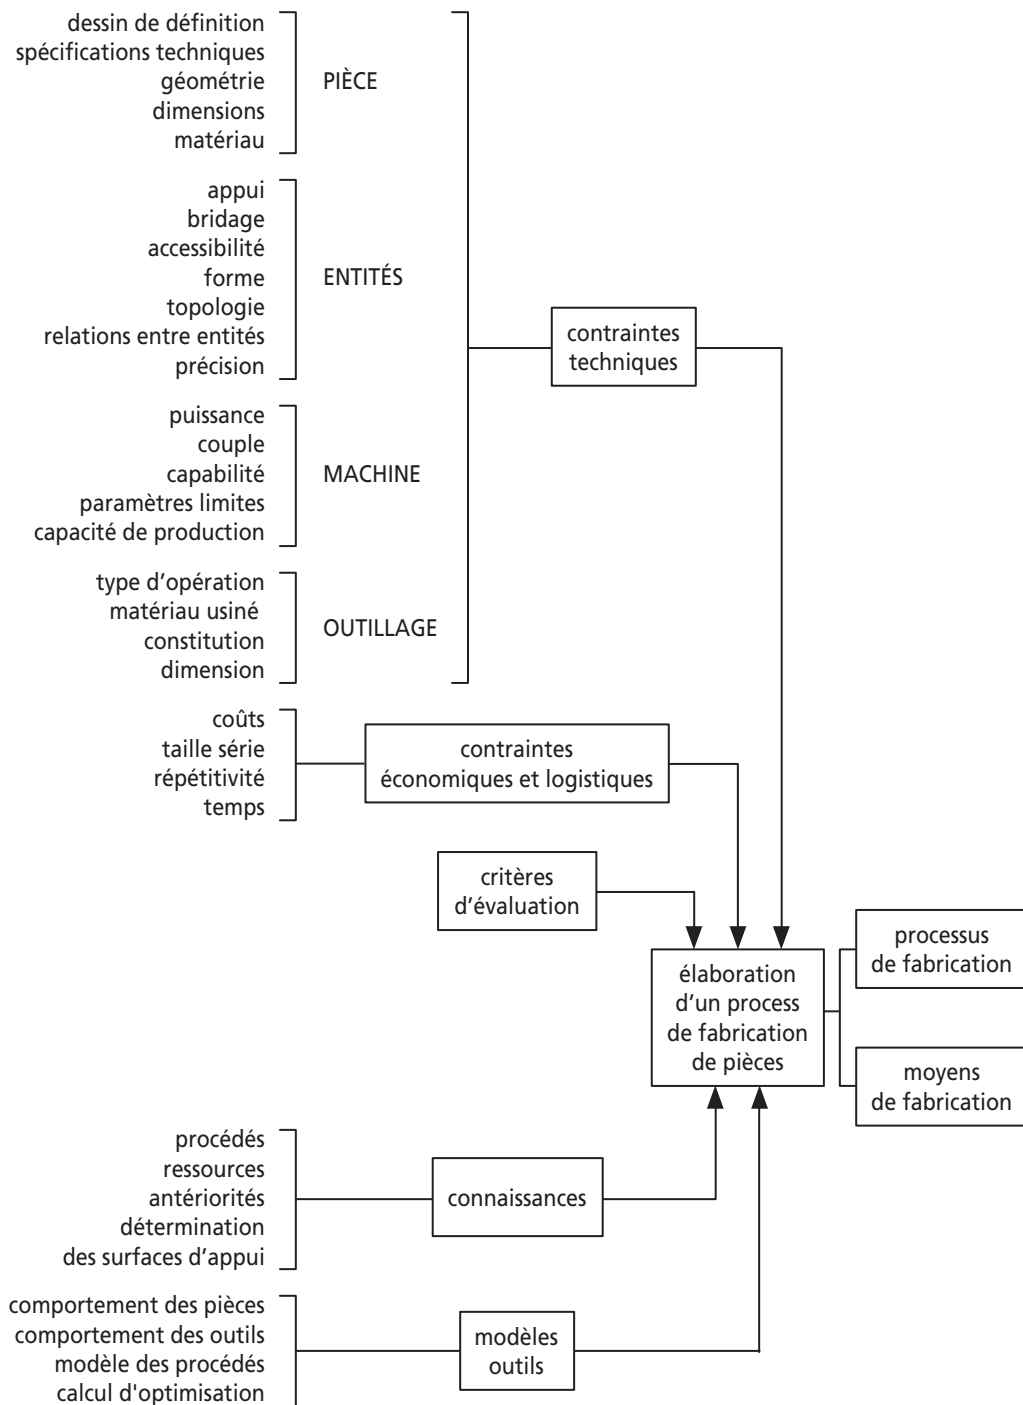 dessin de définition
spécifications techniques
géométrie
dimensions
matériau
PIÈCE
appui
bridage
accessibilité
forme
topologie
relations entre entités
précision
ENTITÉS
contraintes
techniques
puissance
couple
capabilité
paramètres limites
capacité de production
MACHINE
type d’opération
matériau usiné
constitution
dimension
OUTILLAGE
coûts
taille série
répétitivité
temps
contraintes
économiques et logistiques
critères
d’évaluation
élaboration
d’un process
de fabrication
de pièces
processus
de fabrication
moyens
de fabrication
procédés
ressources
antériorités
détermination
des surfaces d’appui
connaissances
comportement des pièces
comportement des outils
modèle des procédés
calcul d'optimisation
modèles
outils